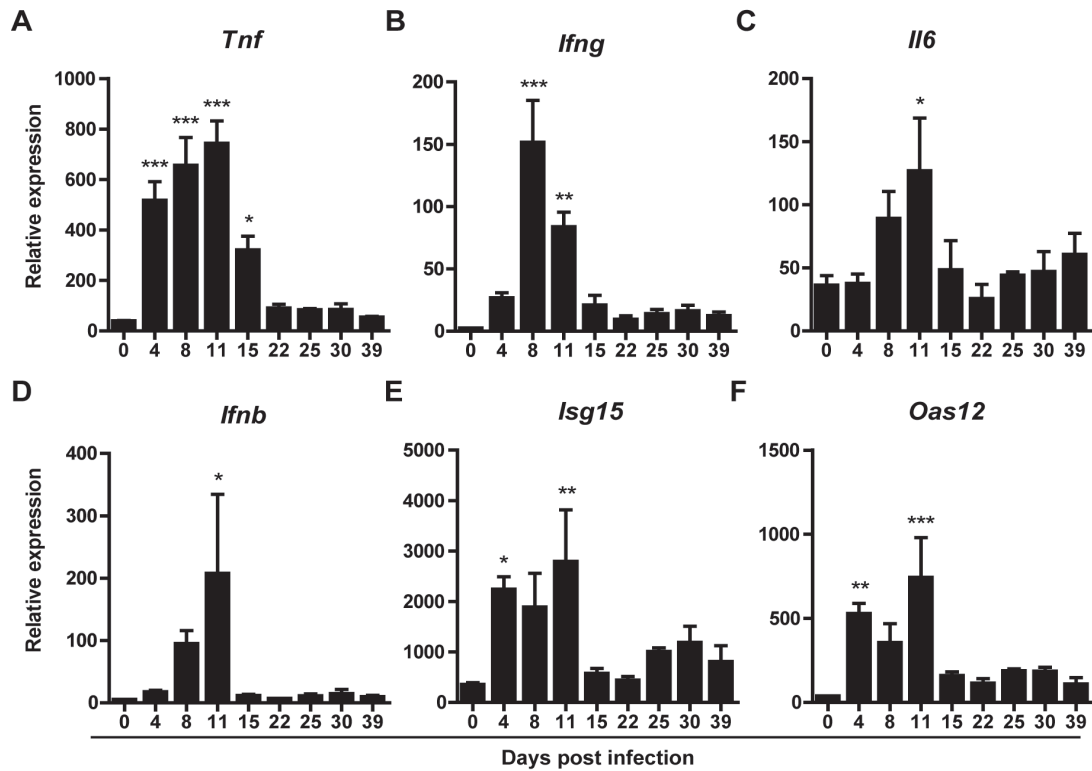 A
Tnf
Relative expression
1000
800
600
400
200
0
***
***
***
*
0 4 8 11 15 22 25 30 39
B
Ifng
200
150
100
50
0
***
**
0 4 8 11 15 22 25 30 39
C
Il6
200
150
100
50
0
*
0 4 8 11 15 22 25 30 39
D
Ifnb
Relative expression
400
300
200
100
0
*
0 4 8 11 15 22 25 30 39
E
Isg15
5000
4000
3000
2000
1000
0
*
**
0 4 8 11 15 22 25 30 39
F
Oas12
1500
1000
500
0
**
***
0 4 8 11 15 22 25 30 39
Days post infection